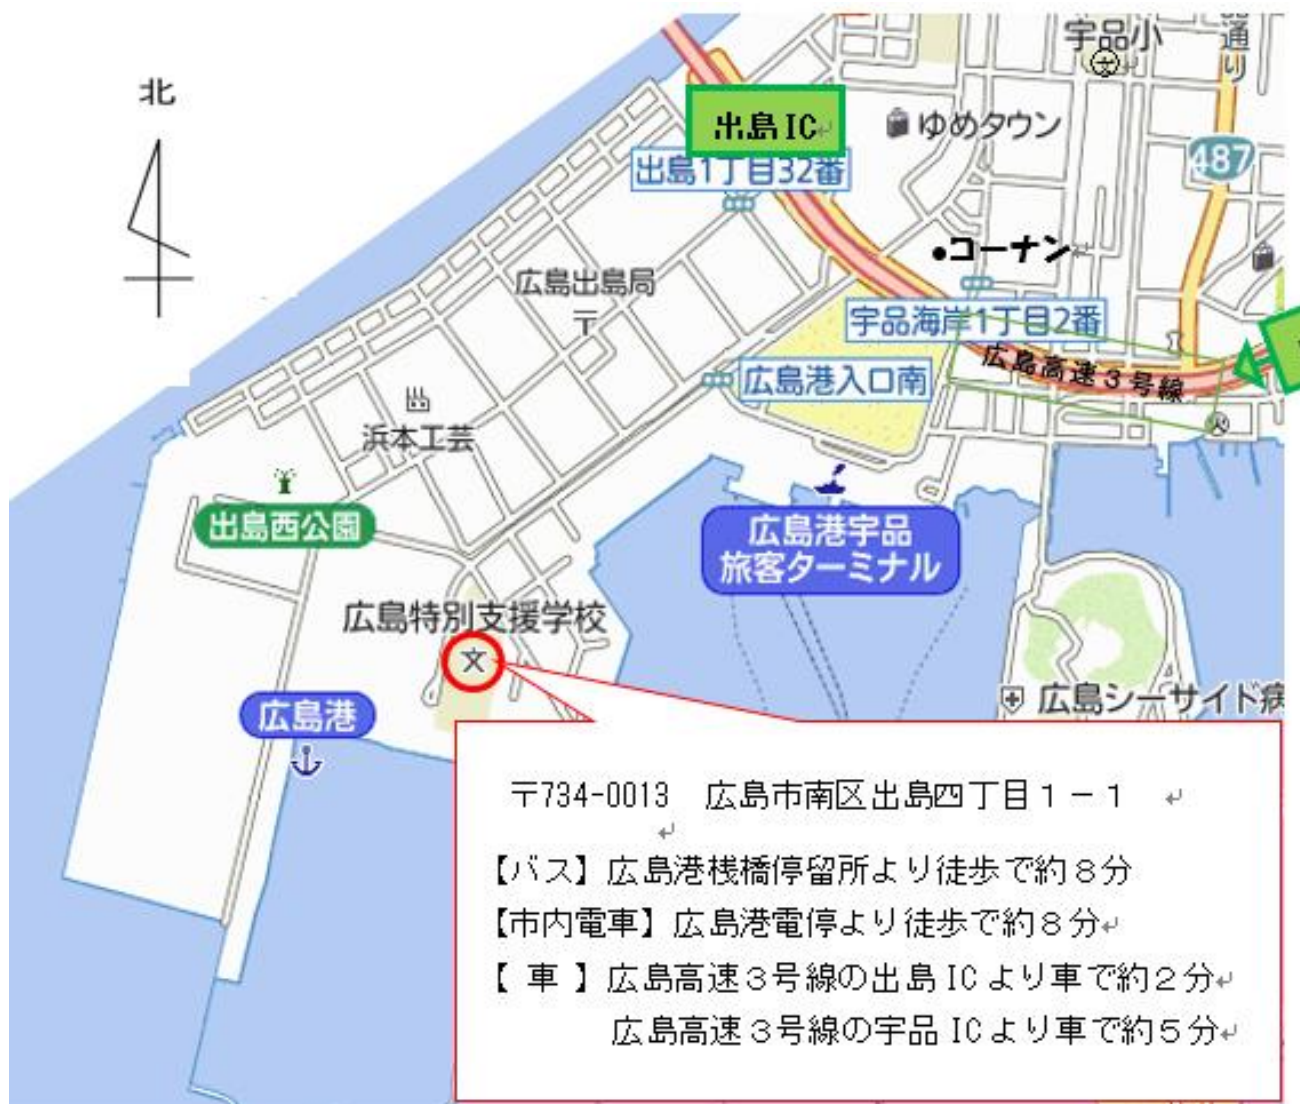 宇品小
文
通り
北
出島IC
ゆめタウン
出島1丁目32番
487
コーナン
広島出島局
〒
宇品海岸1丁目2番
広島高速3号線
広島港入口南
浜本工芸
火
出島西公園
広島港宇品
旅客ターミナル
広島特別支援学校
文
広島シーサイド病
広島港
〒734-0013 広島市南区出島四丁目1-1
【バス】広島港桟橋停留所より徒歩で約8分
【市内電車】広島港電停より徒歩で約8分
【 車 】広島高速3号線の出島ICより車で約2分
広島高速3号線の宇品ICより車で約5分